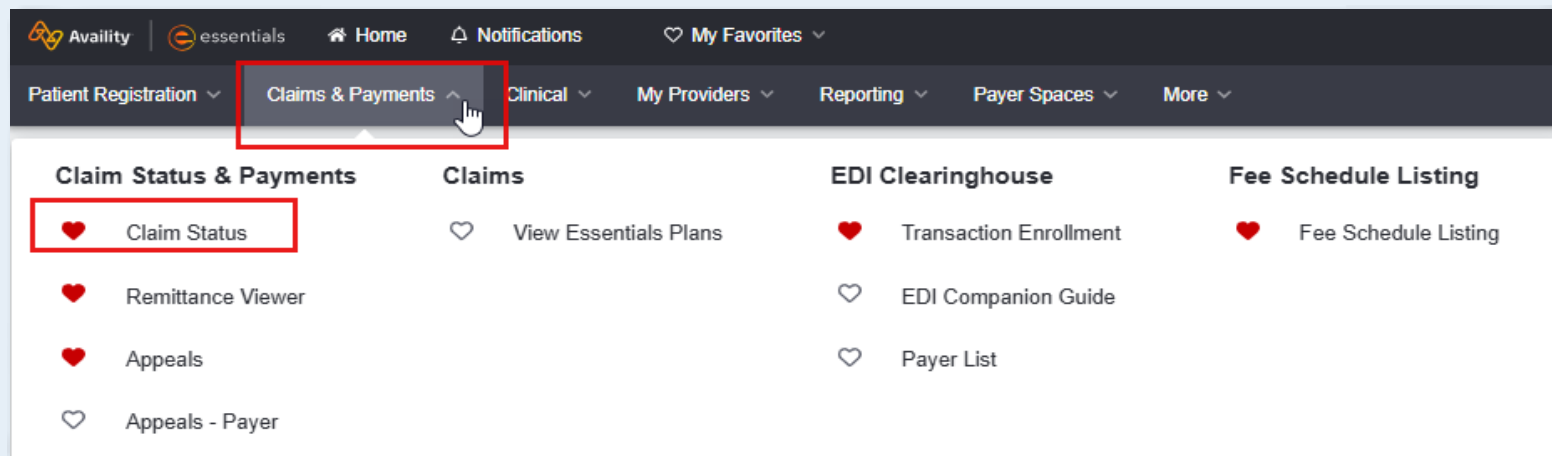 Availity essentials Home Notifications My Favorites
Patient Registration Claims & Payments Clinical My Providers Reporting Payer Spaces More
Claim Status & Payments Claims EDI Clearinghouse Fee Schedule Listing
Claim Status View Essentials Plans Transaction Enrollment Fee Schedule Listing
Remittance Viewer EDI Companion Guide
Appeals Payer List
Appeals - Payer